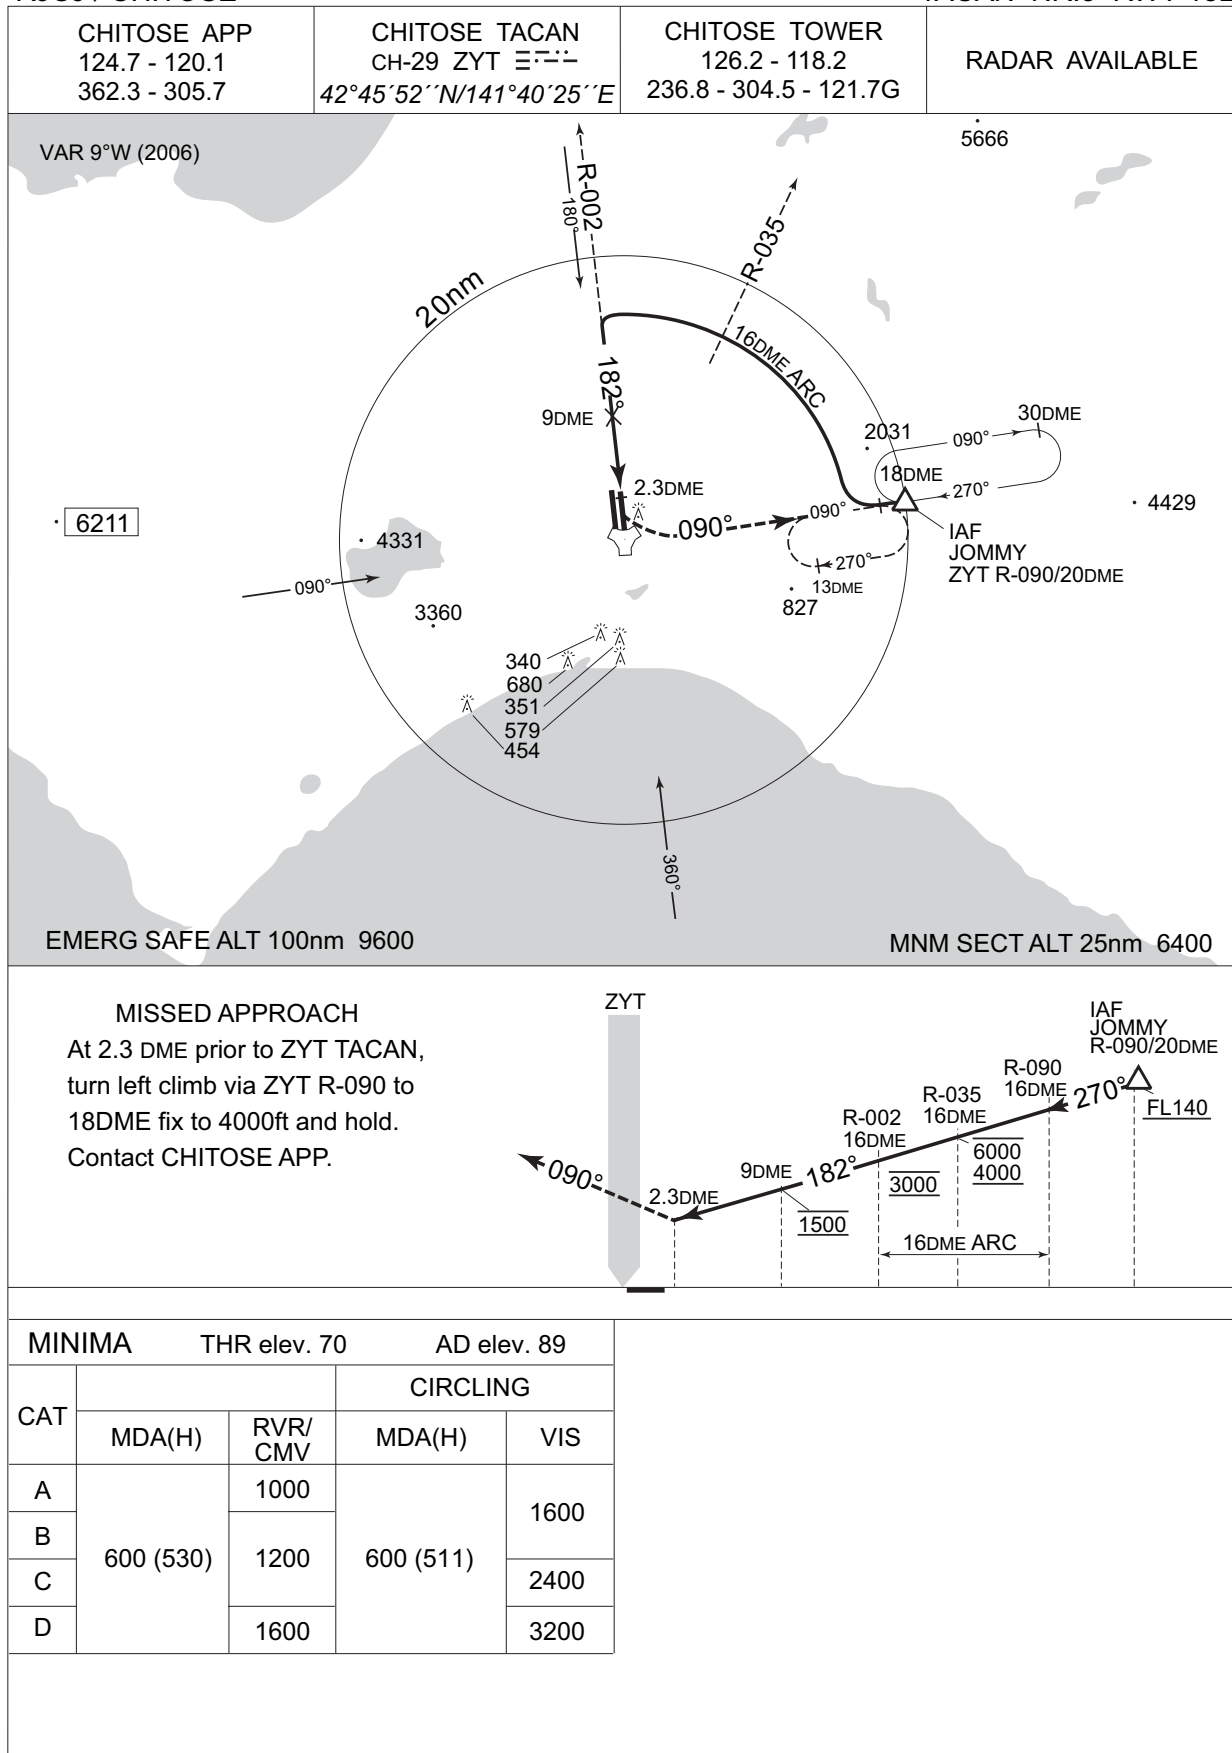 CHITOSE APP
124.7 - 120.1
362.3 - 305.7
CHITOSE TACAN
CH-29 ZYT
42°45´52´´N/141°40´25´´E
CHITOSE TOWER
126.2 - 118.2
236.8 - 304.5 - 121.7G
RADAR AVAILABLE
VAR 9°W (2006)
5666
R-002
180°
R-035
20nm
16DME ARC
182°
9DME
30DME
2031
090°
18DME
2.3DME
270°
090°
090°
4429
6211
4331
IAF
JOMMY
ZYT R-090/20DME
270°
13DME
090°
827
3360
340
680
351
579
454
360°
EMERG SAFE ALT 100nm 9600
MNM SECT ALT 25nm 6400
MISSED APPROACH
At 2.3 DME prior to ZYT TACAN,
turn left climb via ZYT R-090 to
18DME fix to 4000ft and hold.
Contact CHITOSE APP.
ZYT
IAF
JOMMY
R-090/20DME
R-090
16DME
270°
FL140
R-035
16DME
R-002
16DME
6000
4000
3000
9DME
182°
090°
2.3DME
1500
16DME ARC
MINIMA THR elev. 70 AD elev. 89
CAT
CIRCLING
MDA(H)
RVR/
CMV
MDA(H)
VIS
A
1000
1600
B
600 (530)
1200
600 (511)
C
2400
D
1600
3200